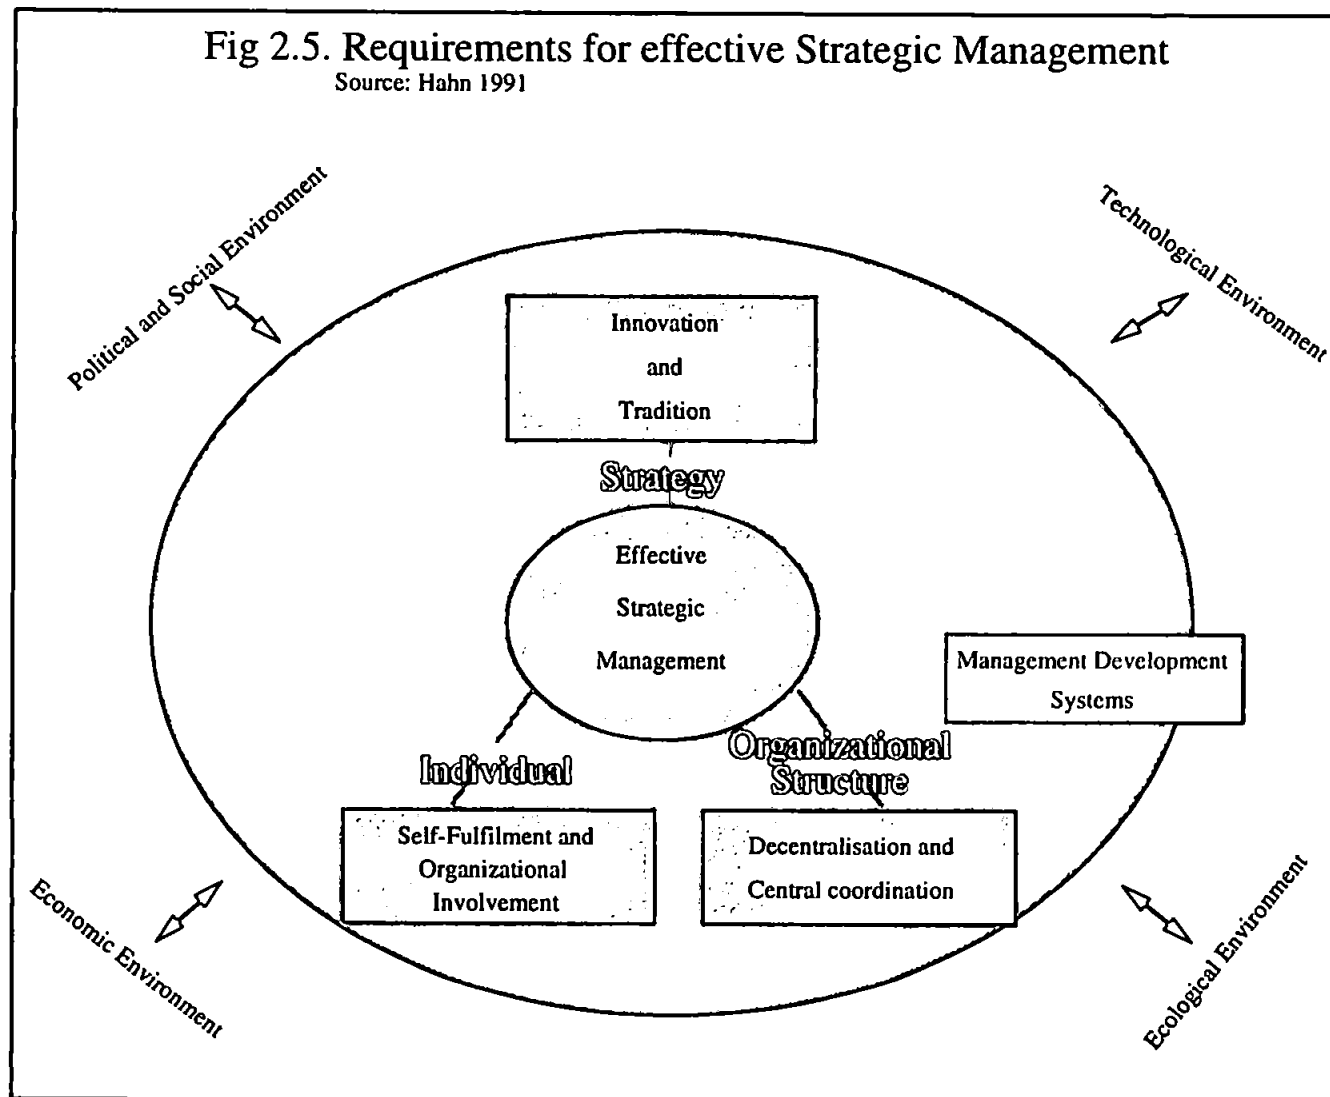 Fig 2.5. Requirements for effective Strategic Management
Source: Hahn 1991
Political and Social Environment
Technological Environment
Innovation
and
Tradition
Strategy
Effective
Strategic
Management
Management Development
Systems
Individual
Organizational
Structure
Self-Fulfilment and
Organizational
Involvement
Decentralisation and
Central coordination
Economic Environment
Ecological Environment